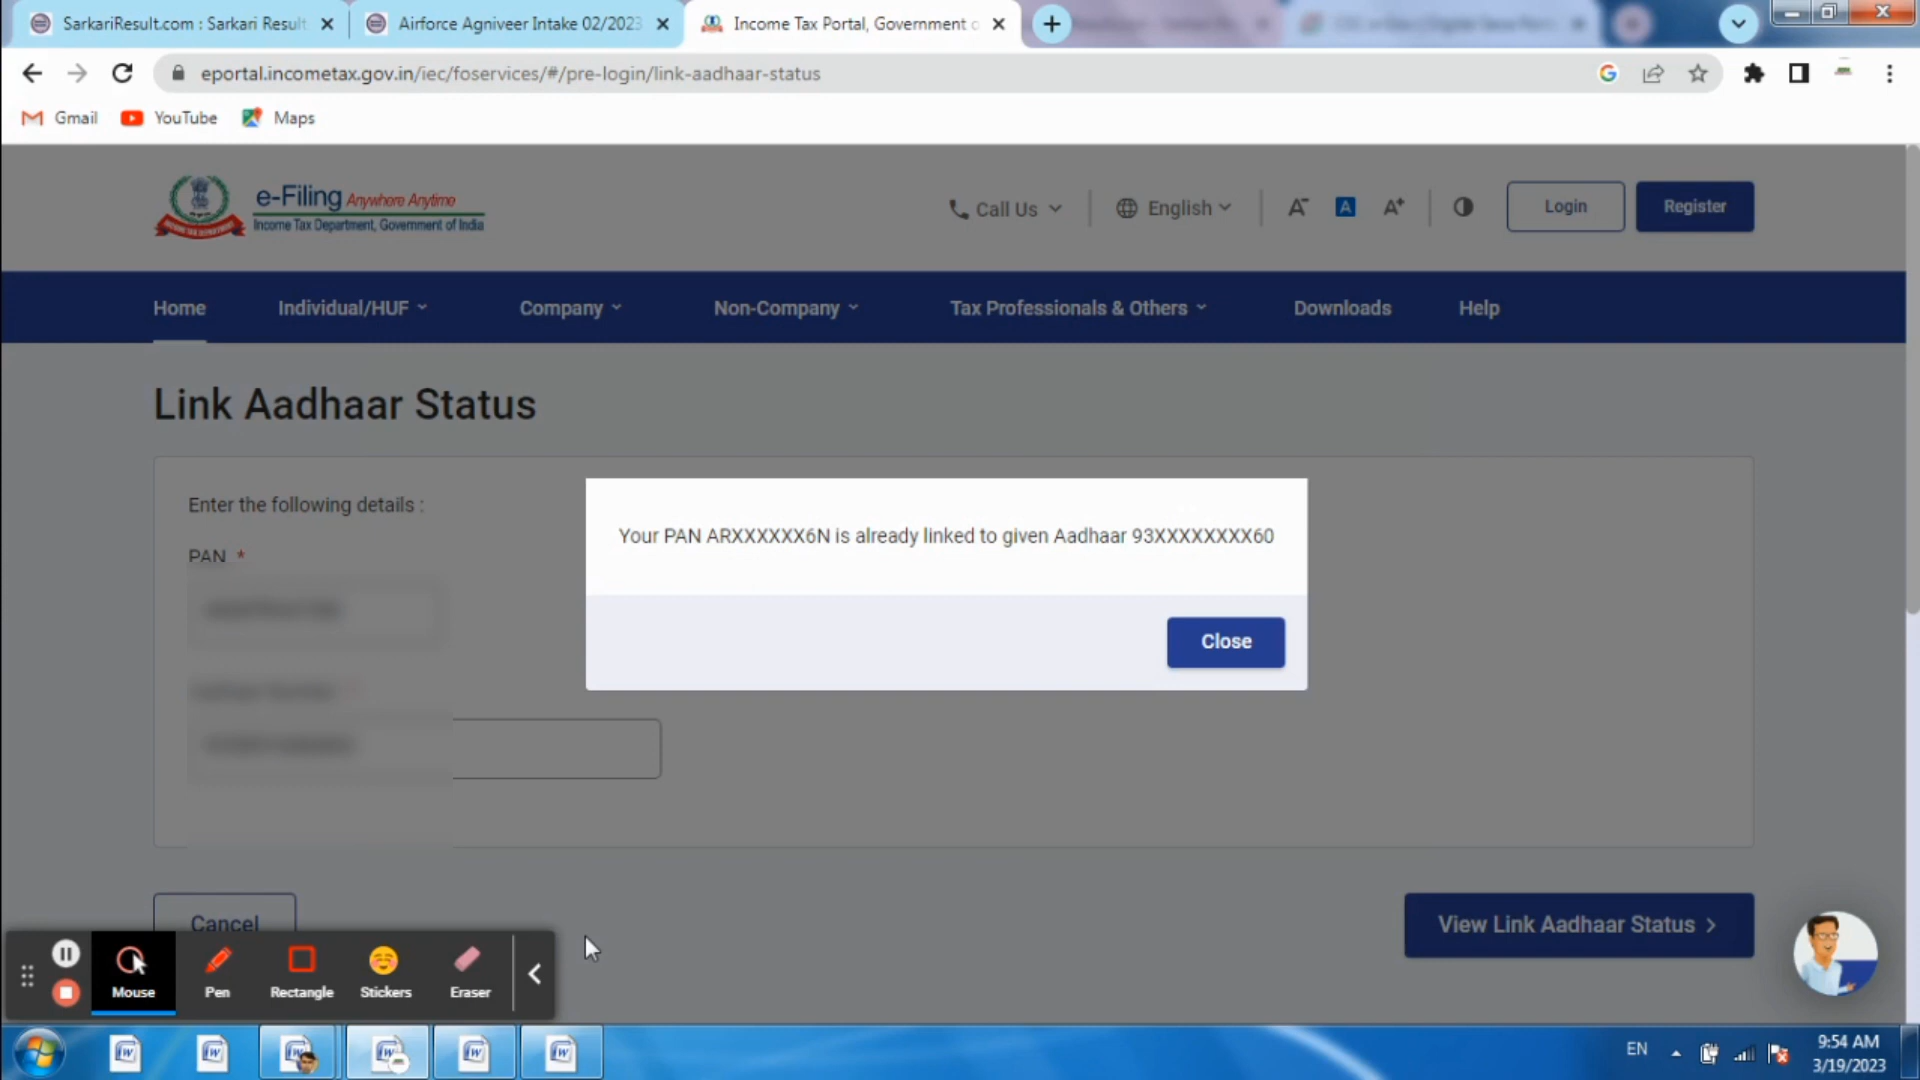 SarkariResult.com : Sarkari Result
Airforce Agniveer Intake 02/2023
Income Tax Portal, Government o
eportal.incometax.gov.in/iec/foservices/#/pre-login/link-aadhaar-status
Gmail
YouTube
Maps
e-Filing Anywhere Anytime
Income Tax Department, Government of India
Call Us
English
A-
A
A+
Login
Register
Home
Individual/HUF
Company
Non-Company
Tax Professionals & Others
Downloads
Help
Link Aadhaar Status
Enter the following details :
PAN *
Your PAN ARXXXXXX6N is already linked to given Aadhaar 93XXXXXXXX60
Close
Cancel
View Link Aadhaar Status >
Mouse
Pen
Rectangle
Stickers
Eraser
EN
9:54 AM
3/19/2023